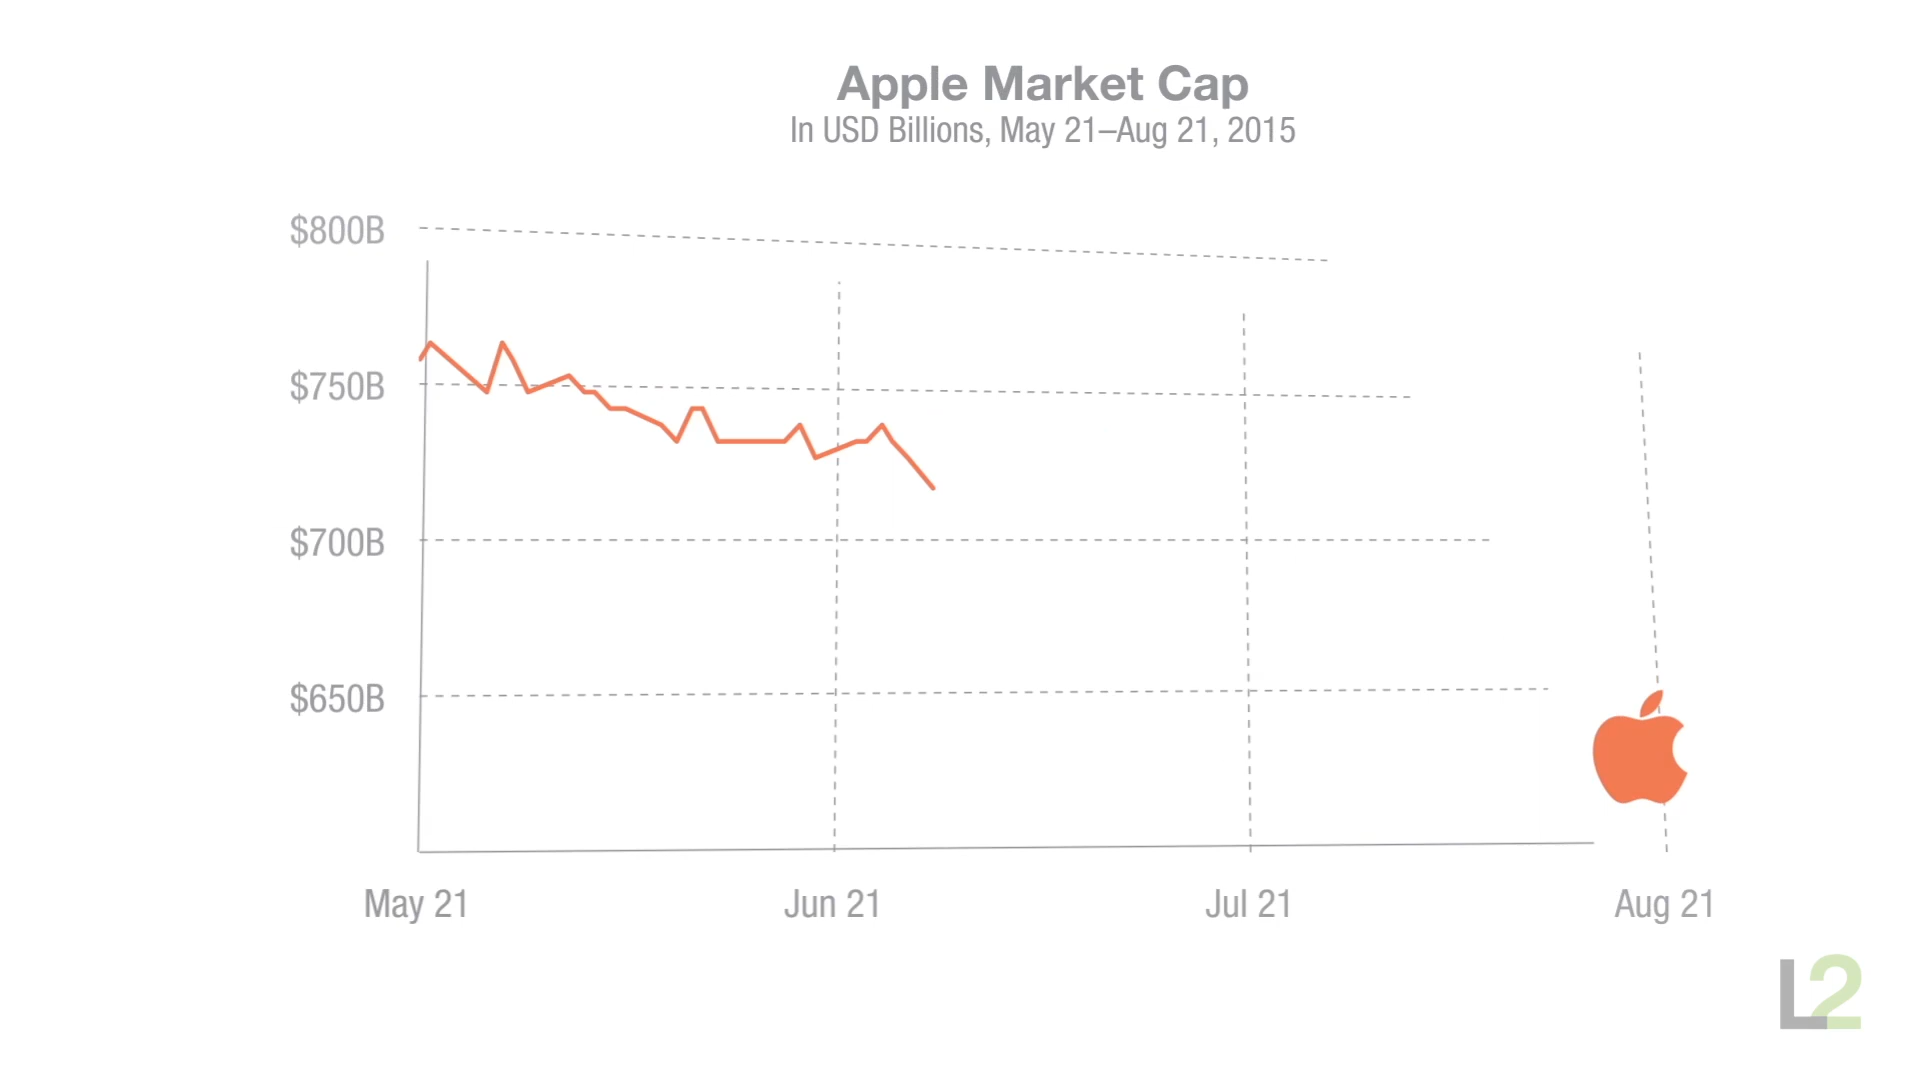 Apple Market Cap
In USD Billions, May 21–Aug 21, 2015
$800B
$750B
$700B
$650B
May 21
Jun 21
Jul 21
Aug 21
L2